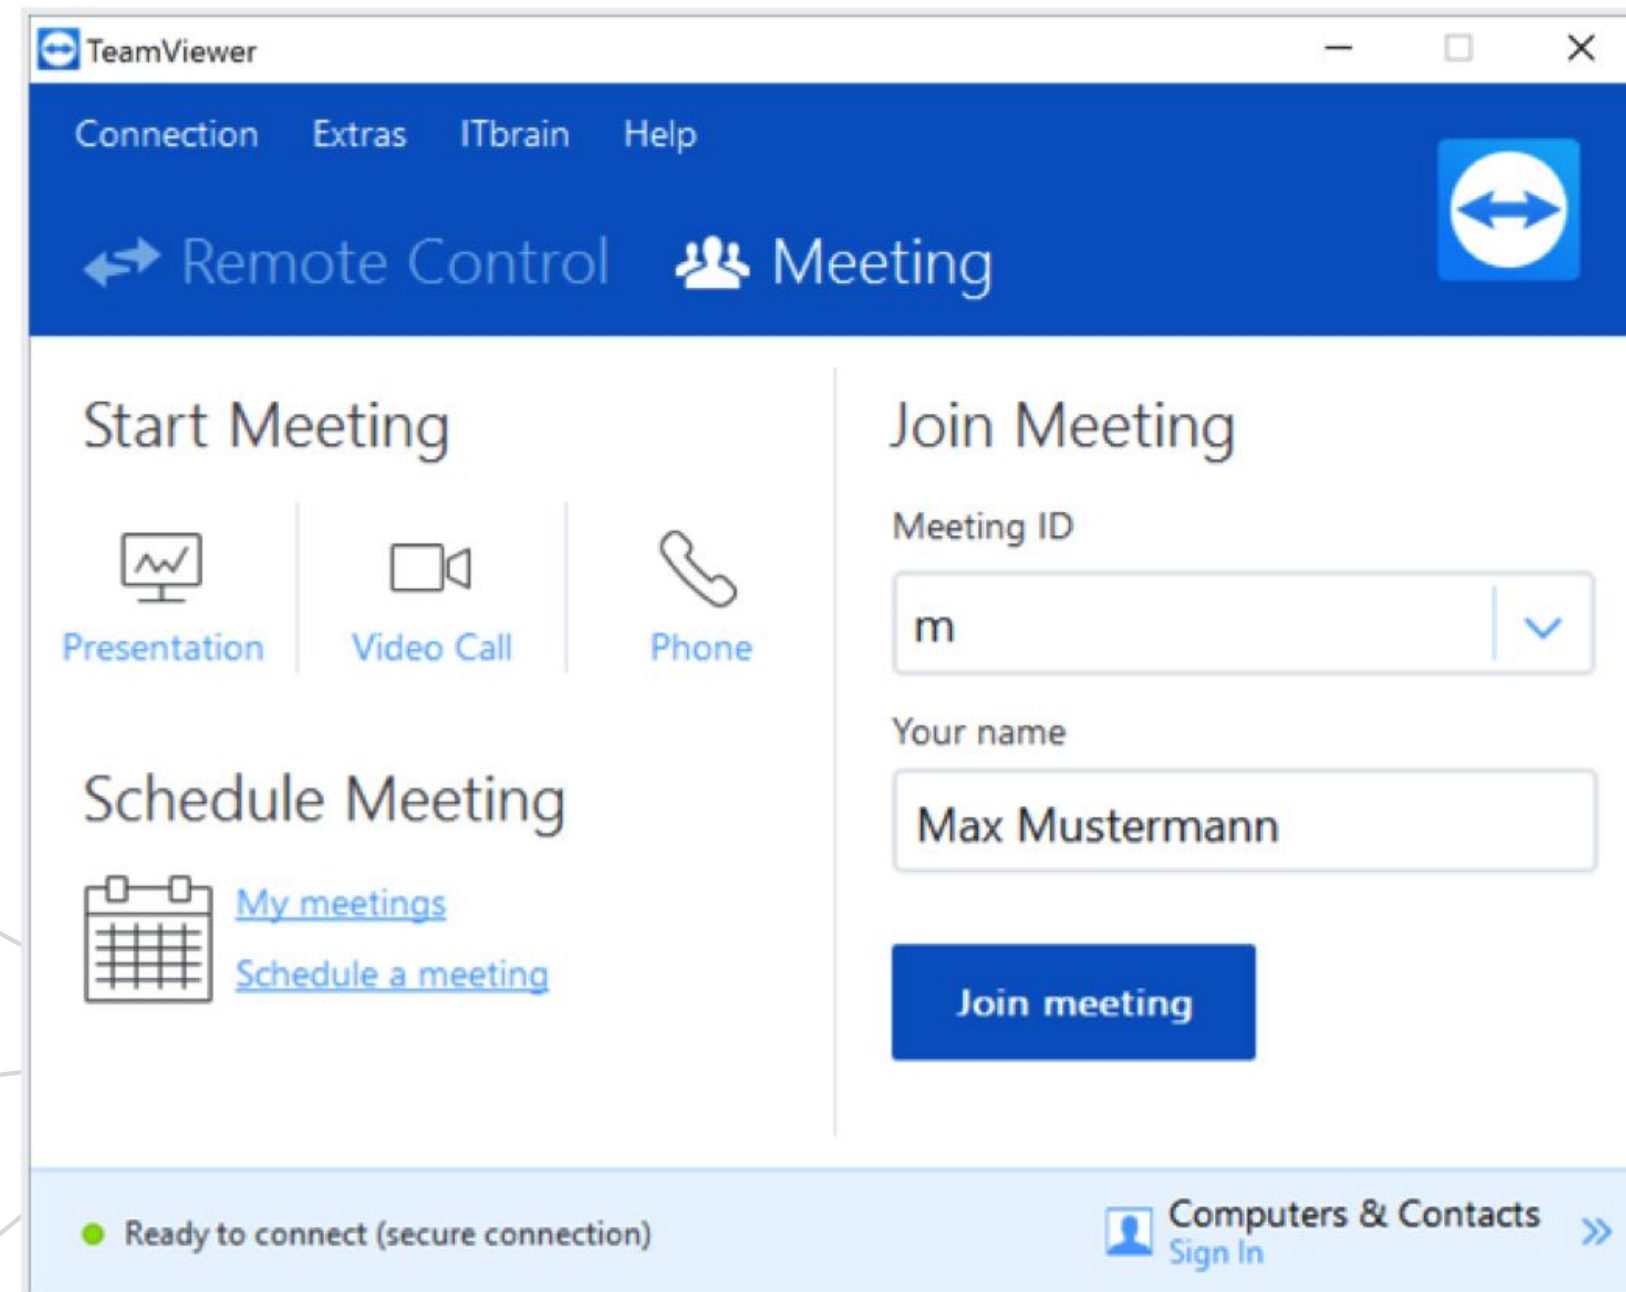 TeamViewer
Connection Extras ITbrain Help
Remote Control Meeting
Start Meeting
Presentation Video Call Phone
Schedule Meeting
My meetings
Schedule a meeting
Join Meeting
Meeting ID
m
Your name
Max Mustermann
Join meeting
Ready to connect (secure connection)
Computers & Contacts
Sign In